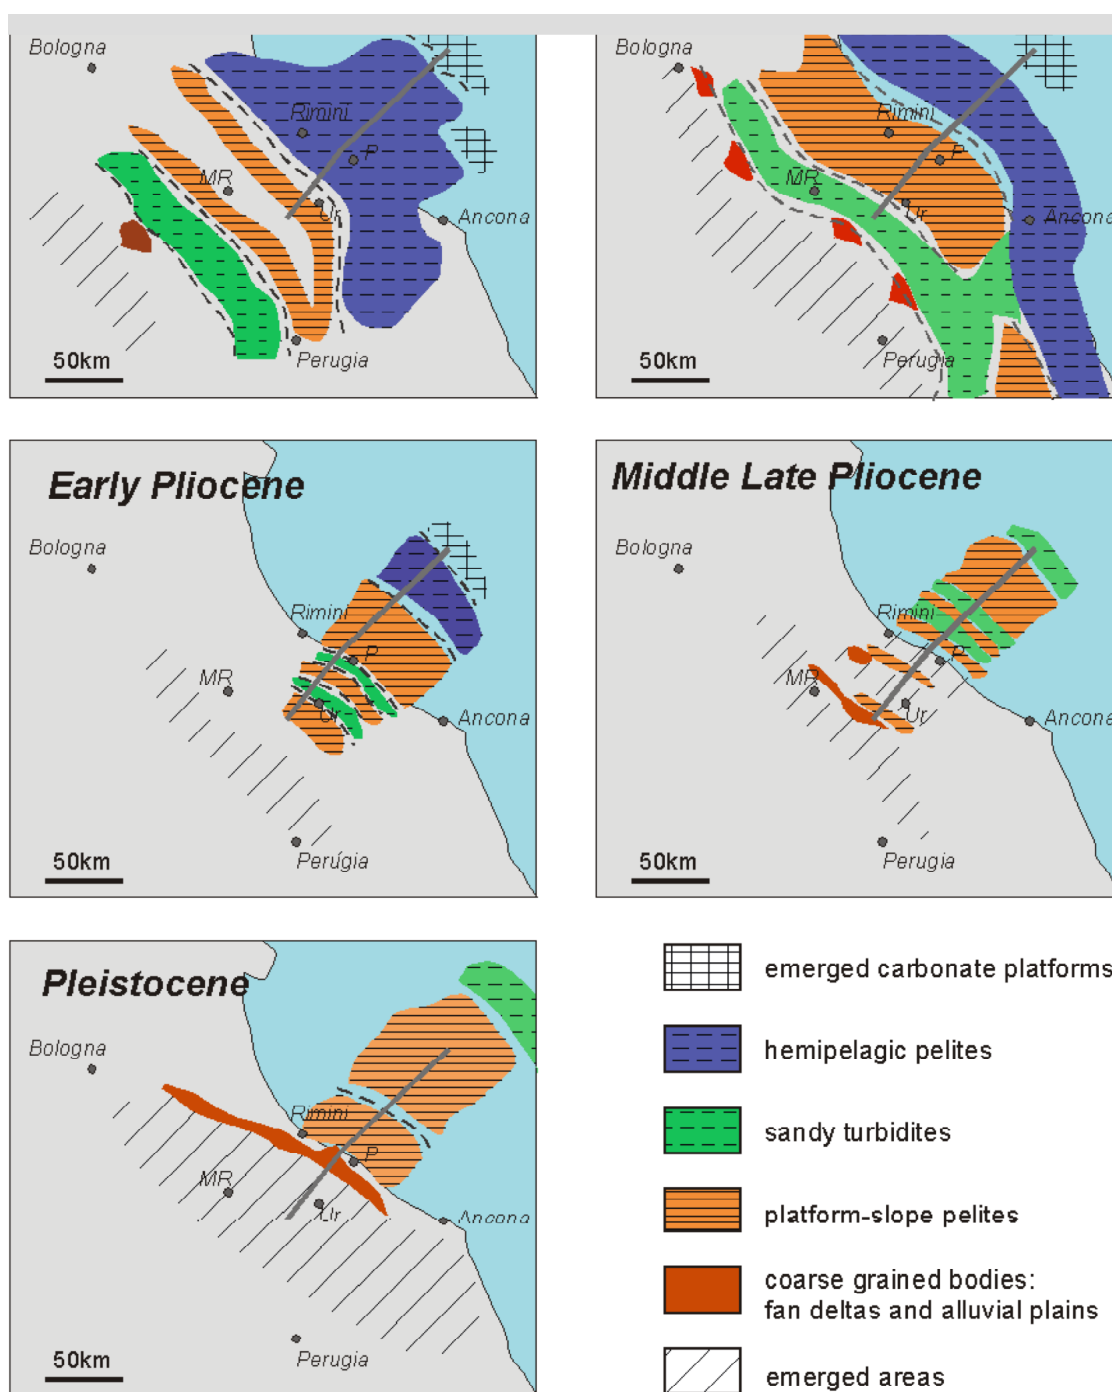 Bologna
Rimini
P
MR
Ur
Ancona
50km
Perugia
Bologna
Rimini
P
MR
Ur
Ancona
50km
Perugia
Early Pliocene
Bologna
Rimini
P
MR
Ur
Ancona
50km
Perúgia
Middle Late Pliocene
Bologna
Rimini
P
MR
Ur
Ancona
50km
Perugia
Pleistocene
Bologna
Rimini
P
MR
Ur
Ancona
50km
Perugia
emerged carbonate platforms
hemipelagic pelites
sandy turbidites
platform-slope pelites
coarse grained bodies:
fan deltas and alluvial plains
emerged areas